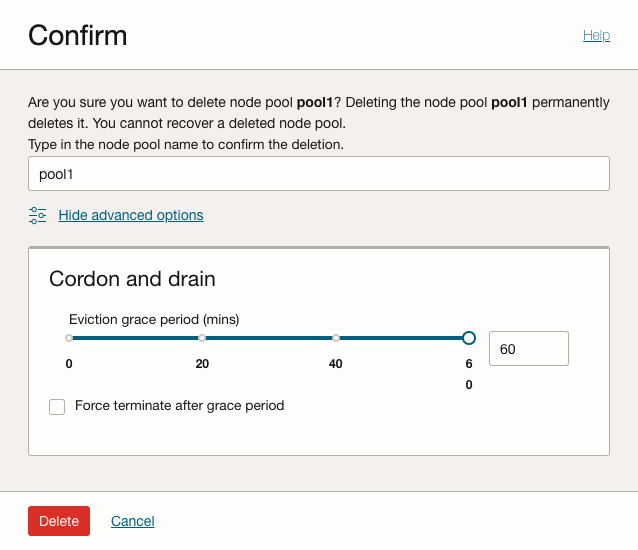 Confirm
Help
Are you sure you want to delete node pool pool1? Deleting the node pool pool1 permanently
deletes it. You cannot recover a deleted node pool.
Type in the node pool name to confirm the deletion.
pool1
Hide advanced options
Cordon and drain
Eviction grace period (mins)
60
0 20 40 6
0
Force terminate after grace period
Delete Cancel